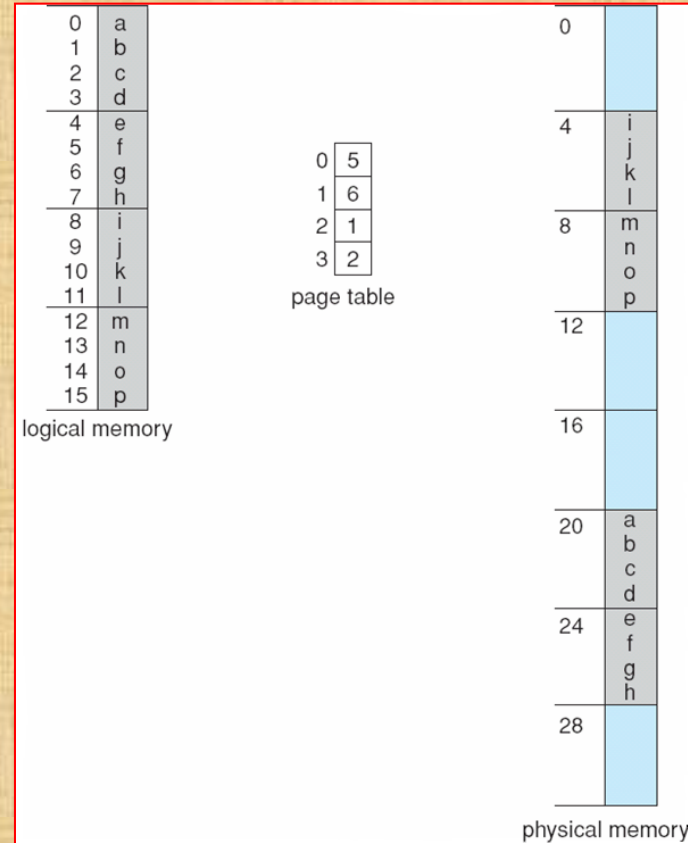 0 a
1 b
2 c
3 d
4 e
5 f
6 g
7 h
8 i
9 j
10 k
11 l
12 m
13 n
14 o
15 p
logical memory
0 5
1 6
2 1
3 2
page table
0
4 i
j
k
l
8 m
n
o
p
12
16
20 a
b
c
d
24 e
f
g
h
28
physical memory